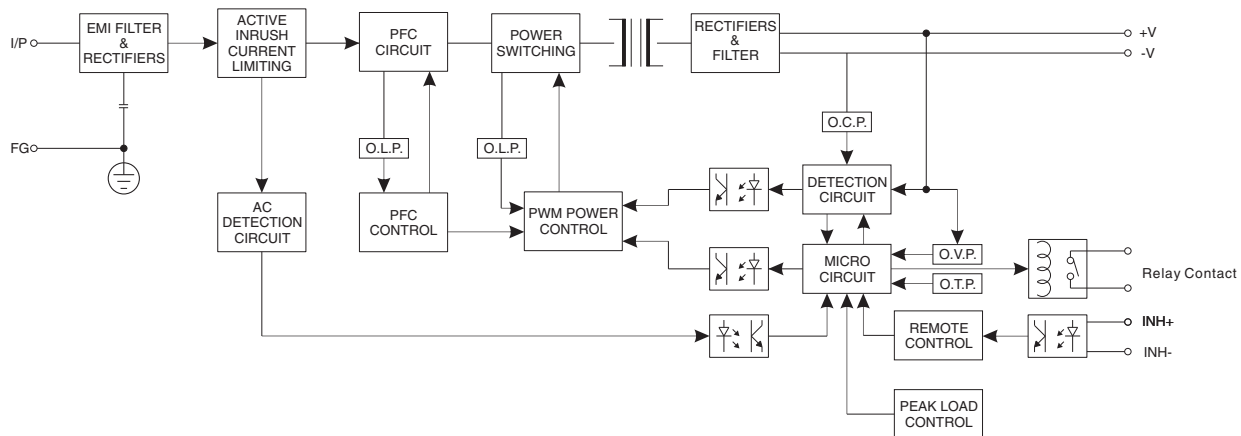 I/P
EMI FILTER
&
RECTIFIERS
ACTIVE
INRUSH
CURRENT
LIMITING
PFC
CIRCUIT
POWER
SWITCHING
RECTIFIERS
&
FILTER
+V
-V
FG
O.L.P.
O.L.P.
O.C.P.
AC
DETECTION
CIRCUIT
PFC
CONTROL
PWM POWER
CONTROL
DETECTION
CIRCUIT
MICRO
CIRCUIT
O.V.P.
O.T.P.
Relay Contact
REMOTE
CONTROL
INH+
INH-
PEAK LOAD
CONTROL